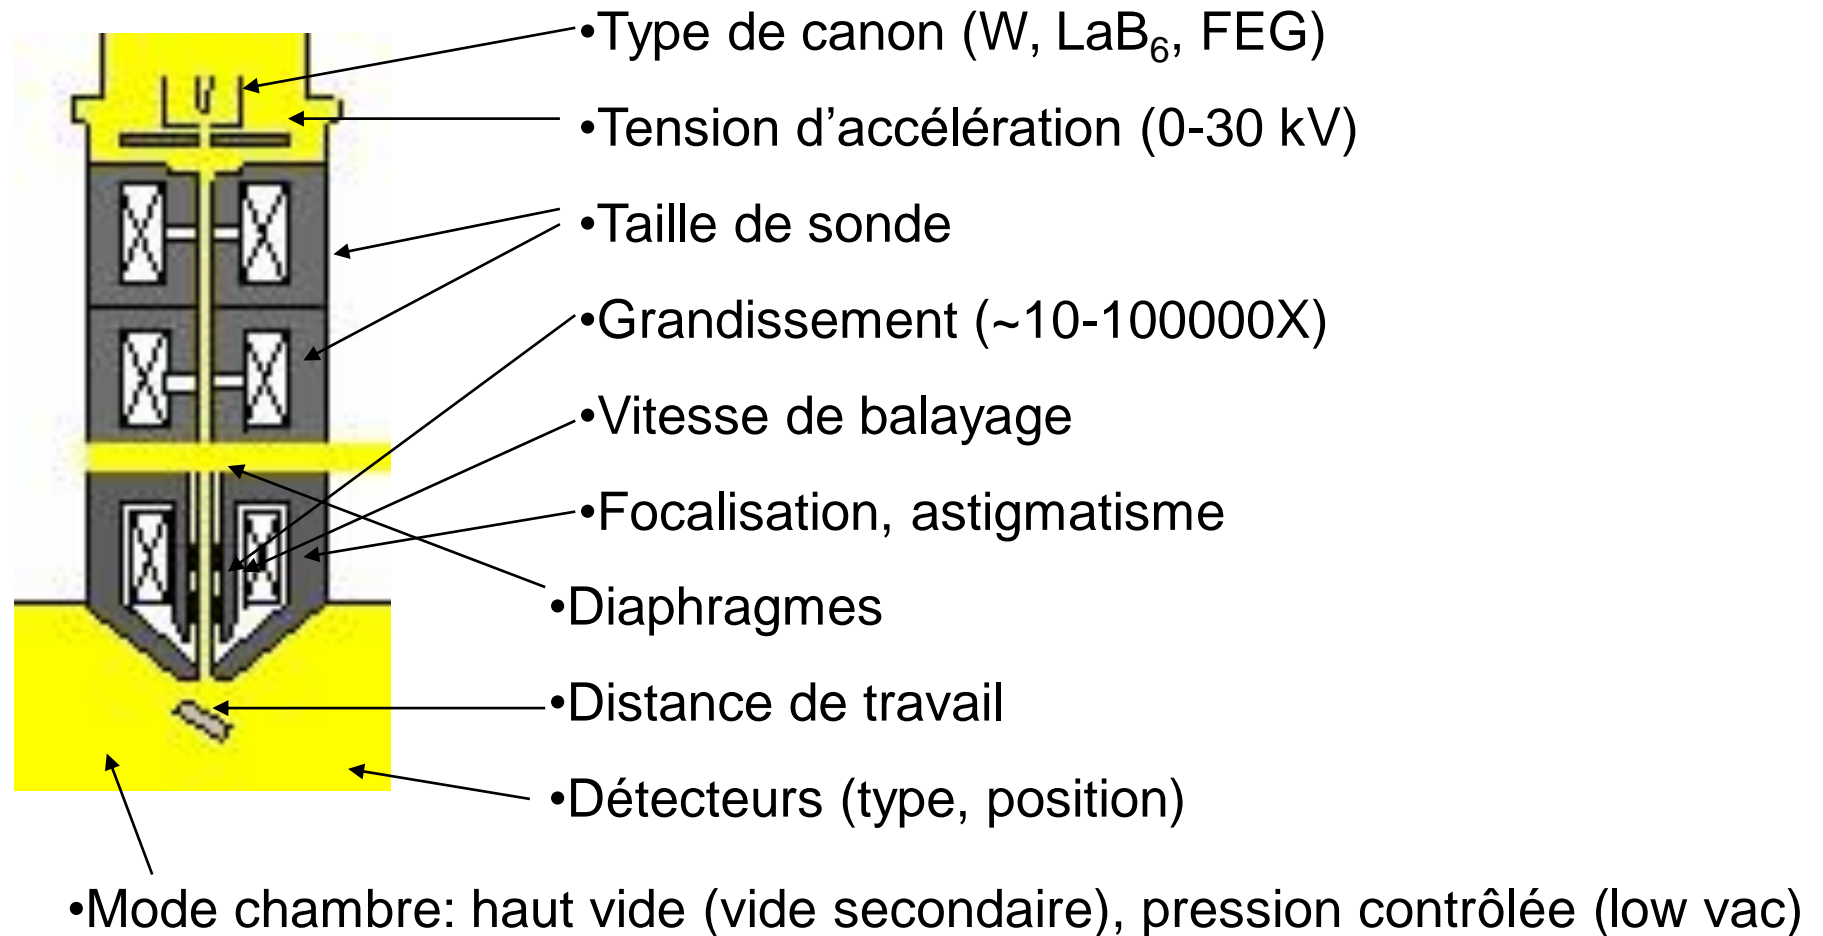 •Type de canon (W, LaB₆, FEG)
•Tension d’accélération (0-30 kV)
•Taille de sonde
•Grandissement (~10-100000X)
•Vitesse de balayage
•Focalisation, astigmatisme
•Diaphragmes
•Distance de travail
•Détecteurs (type, position)
•Mode chambre: haut vide (vide secondaire), pression contrôlée (low vac)